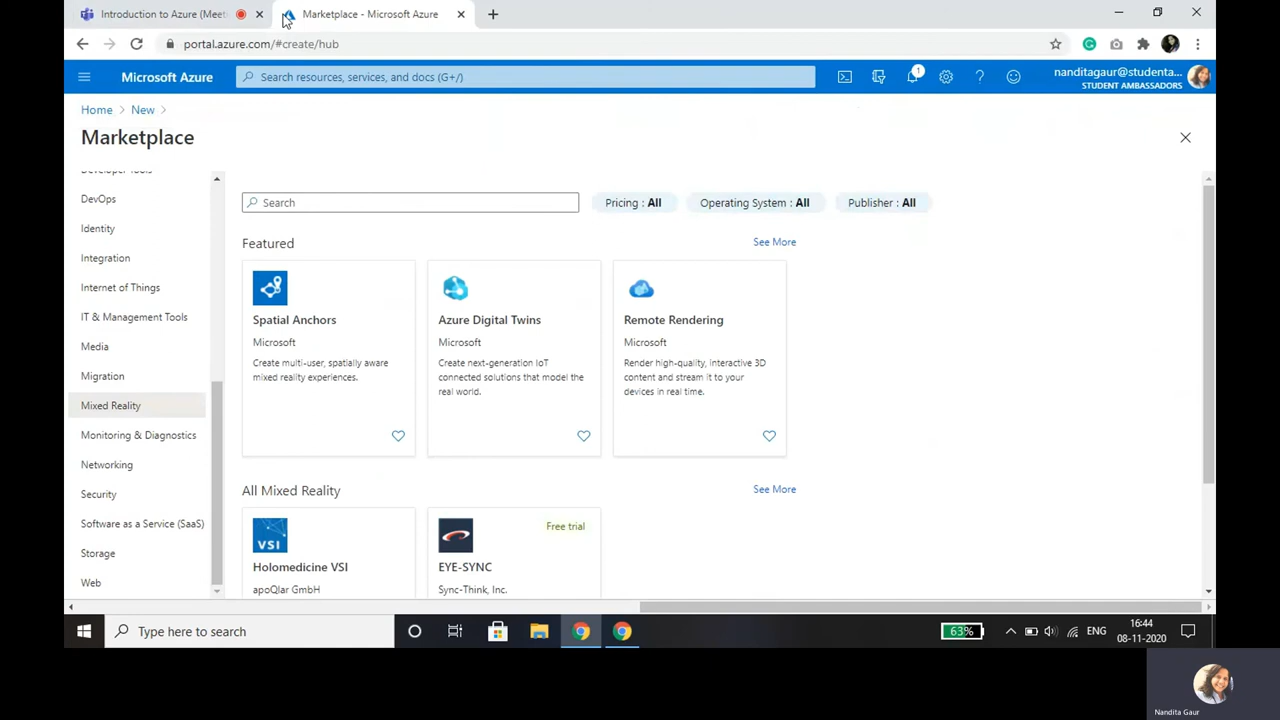 Introduction to Azure (Meet
Marketplace - Microsoft Azure
portal.azure.com/#create/hub
Microsoft Azure
Search resources, services, and docs (G+/)
1
nanditagaur@studenta...
STUDENT AMBASSADORS
Home > New >
Marketplace
Developer Tools
DevOps
Identity
Integration
Internet of Things
IT & Management Tools
Media
Migration
Mixed Reality
Monitoring & Diagnostics
Networking
Security
Software as a Service (SaaS)
Storage
Web
Search
Pricing : All
Operating System : All
Publisher : All
Featured
See More
Spatial Anchors
Microsoft
Create multi-user, spatially aware
mixed reality experiences.
Azure Digital Twins
Microsoft
Create next-generation IoT
connected solutions that model the
real world.
Remote Rendering
Microsoft
Render high-quality, interactive 3D
content and stream it to your
devices in real time.
All Mixed Reality
See More
VSI
Holomedicine VSI
apoQlar GmbH
Free trial
EYE-SYNC
Sync-Think, Inc.
Type here to search
63%
ENG
16:44
08-11-2020
Nandita Gaur